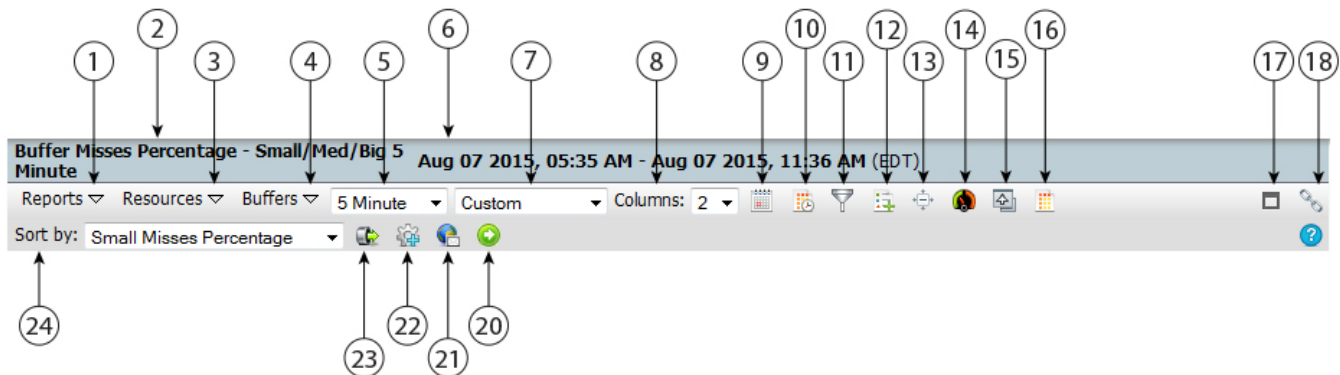 2 6 10 12 14 16
1 3 4 5 7 8 9 11 13 15 17 18
Buffer Misses Percentage - Small/Med/Big 5
Minute
Aug 07 2015, 05:35 AM - Aug 07 2015, 11:36 AM (EDT)
Reports Resources Buffers 5 Minute Custom Columns: 2
Sort by: Small Misses Percentage ?
24 22 20
23 21